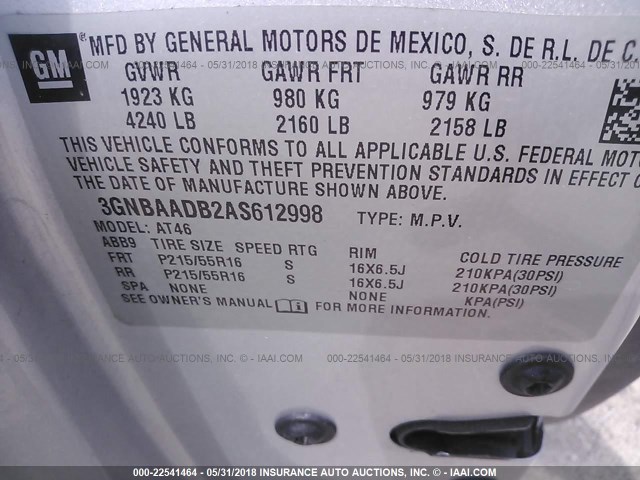 GM
MFD BY GENERAL MOTORS DE MEXICO, S. DE R.L. DE C.
GVWR GAWR FRT GAWR RR
1923 KG 980 KG 979 KG
4240 LB 2160 LB 2158 LB
THIS VEHICLE CONFORMS TO ALL APPLICABLE U.S. FEDERAL MOT
VEHICLE SAFETY AND THEFT PREVENTION STANDARDS IN EFFECT O
THE DATE OF MANUFACTURE SHOWN ABOVE.
3GNBAADB2AS612998 TYPE: M.P.V.
MODEL: AT46
ABB9 TIRE SIZE SPEED RTG RIM COLD TIRE PRESSURE
FRT P215/55R16 S 16X6.5J 210KPA(30PSI)
RR P215/55R16 S 16X6.5J 210KPA(30PSI)
SPA NONE NONE KPA(PSI)
SEE OWNER'S MANUAL FOR MORE INFORMATION.
000-22541464 - 05/31/2018 INSURANCE AUTO AUCTIONS, INC. - IAAI.COM